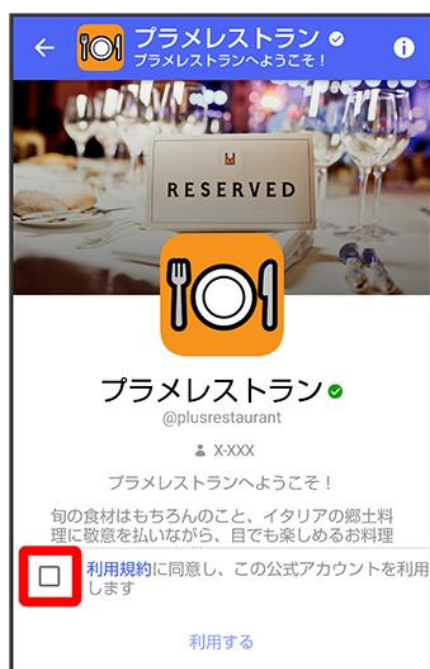 プラメレストラン
プラメレストランへようこそ！
RESERVED
プラメレストラン
@plusrestaurant
X-XXX
プラメレストランへようこそ！
旬の食材はもちろんのこと、イタリアの郷土料
理に敬意を払いながら、目でも楽しめるお料理
利用規約に同意し、この公式アカウントを利用
します
利用する